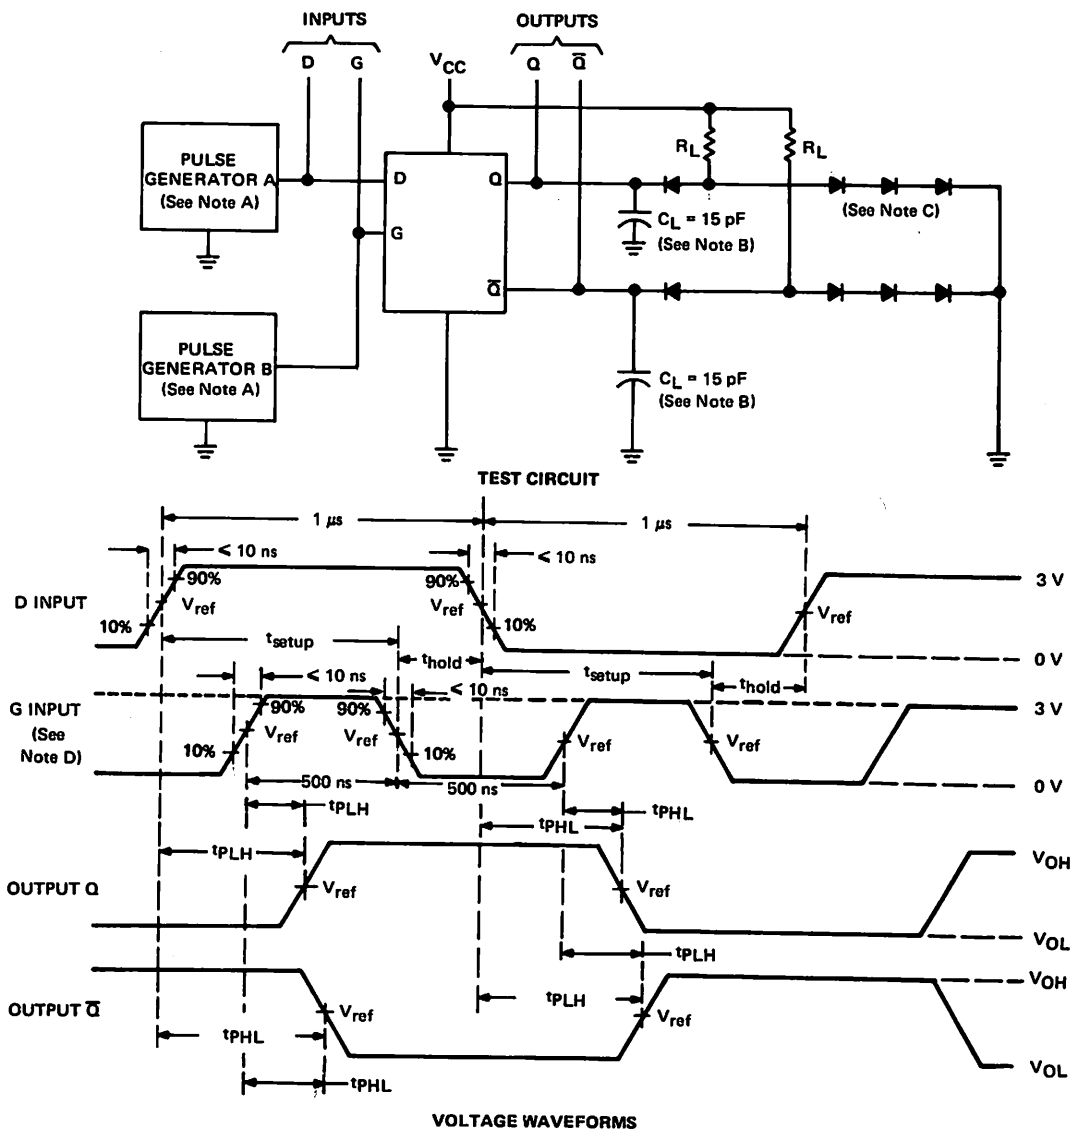 INPUTS
OUTPUTS
D G
VCC
Q Q̅
PULSE
GENERATOR A
(See Note A)
RL
RL
D
Q
G
Q̅
CL = 15 pF
(See Note B)
(See Note C)
PULSE
GENERATOR B
(See Note A)
CL = 15 pF
(See Note B)
TEST CIRCUIT
1 μs
1 μs
≤ 10 ns
≤ 10 ns
D INPUT
90%
90%
3 V
Vref
Vref
10%
10%
0 V
tsetup
thold
tsetup
thold
≤ 10 ns
≤ 10 ns
G INPUT
(See
Note D)
90%
90%
3 V
Vref
Vref
Vref
Vref
10%
10%
0 V
500 ns
500 ns
tPLH
tPHL
tPHL
tPLH
OUTPUT Q
VOH
Vref
Vref
VOL
tPLH
OUTPUT Q̅
VOH
tPLH
Vref
Vref
tPHL
VOL
tPHL
VOLTAGE WAVEFORMS